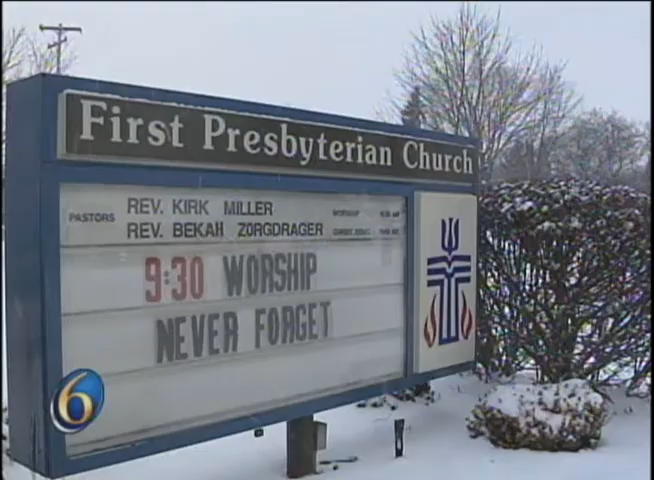 First Presbyterian Church
PASTORS
REV. KIRK MILLER
REV. BEKAH ZORGDRAGER
WORSHIP
9:30 WORSHIP
NEVER FORGET
6